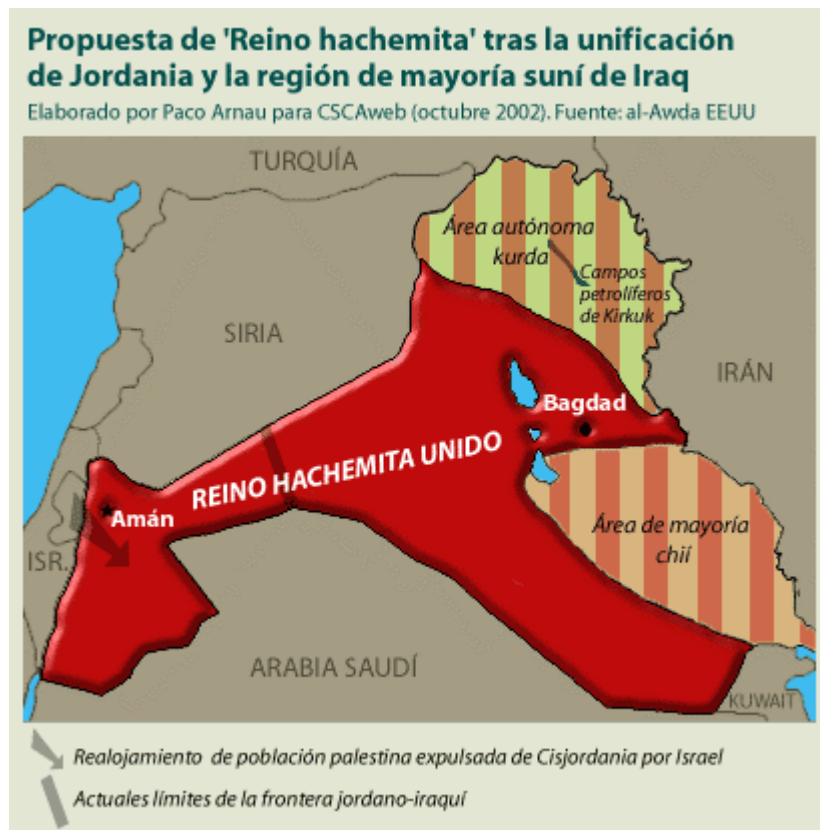 Propuesta de 'Reino hachemita' tras la unificación
de Jordania y la región de mayoría suní de Iraq
Elaborado por Paco Arnau para CSCAweb (octubre 2002). Fuente: al-Awda EEUU
TURQUÍA
Área autónoma
kurda
Campos
petrolíferos
de Kirkuk
SIRIA
IRÁN
Bagdad
REINO HACHEMITA UNIDO
Amán
Área de mayoría
chií
ISR.
ARABIA SAUDÍ
KUWAIT
Realojamiento de población palestina expulsada de Cisjordania por Israel
Actuales límites de la frontera jordano-iraquí